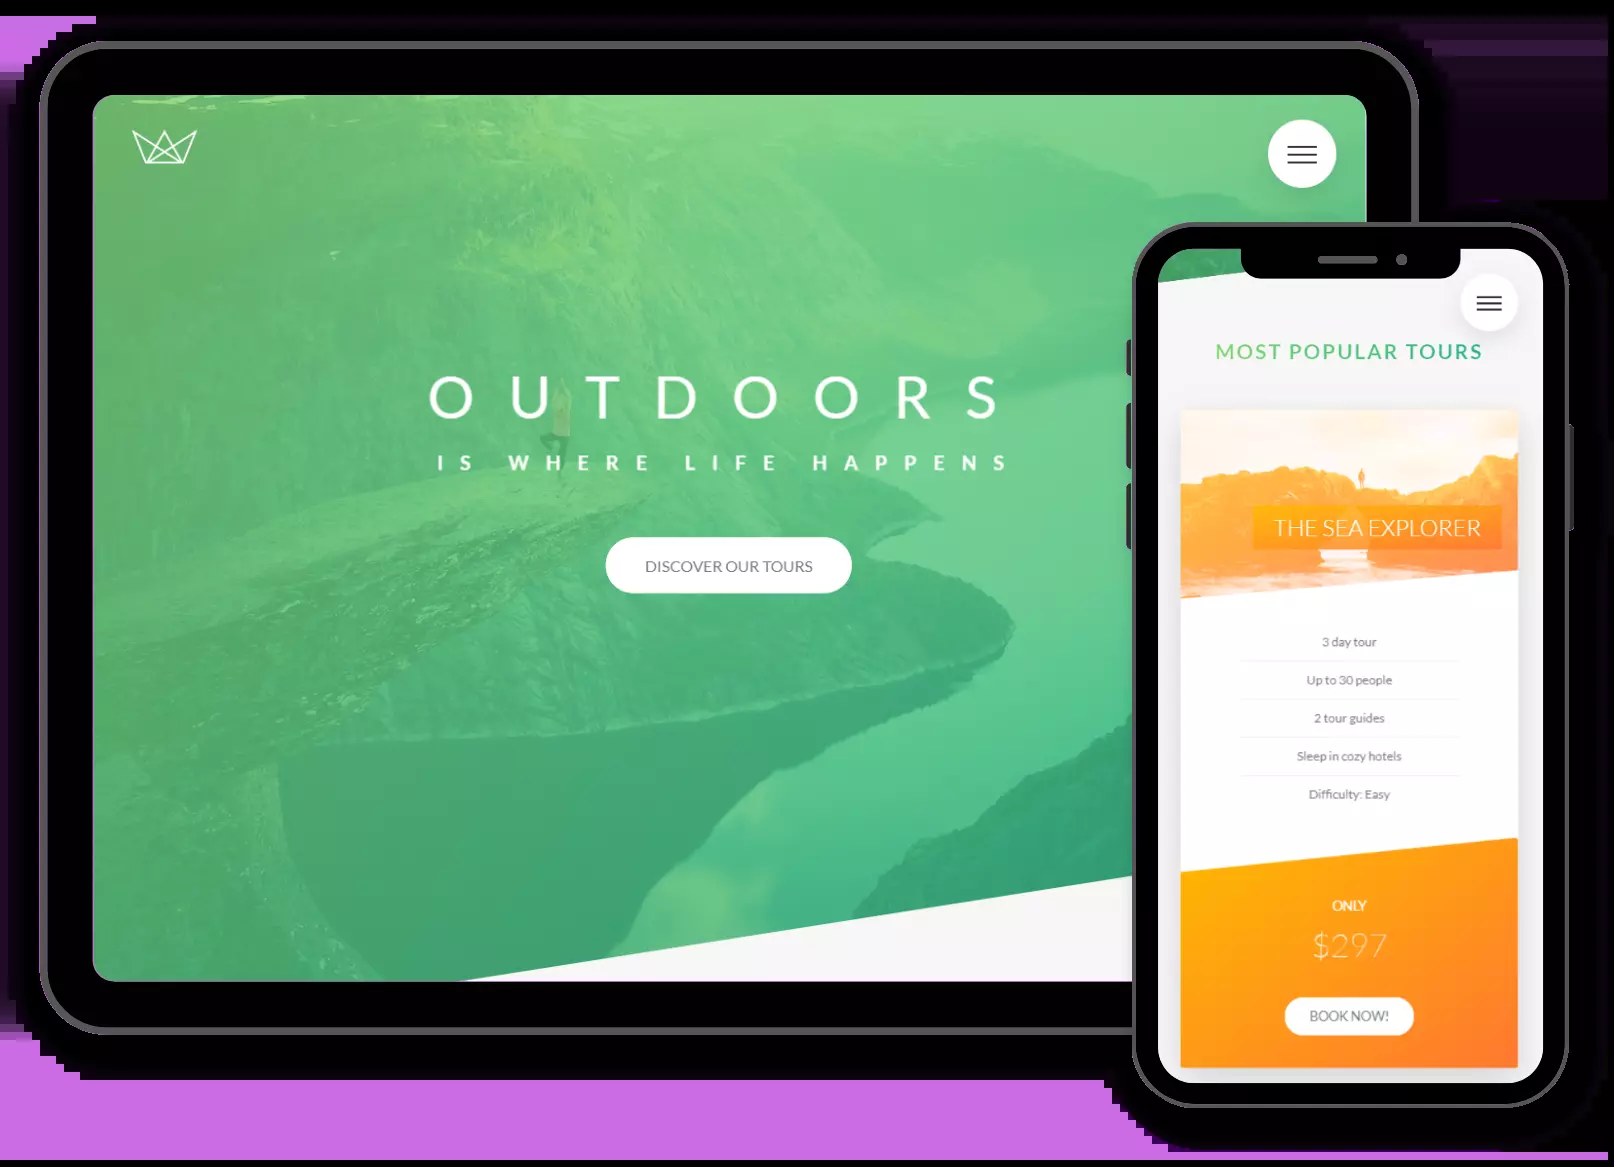 OUTDOORS
IS WHERE LIFE HAPPENS
DISCOVER OUR TOURS
MOST POPULAR TOURS
THE SEA EXPLORER
3 day tour
Up to 30 people
2 tour guides
Sleep in cozy hotels
Difficulty: Easy
ONLY
$297
BOOK NOW!